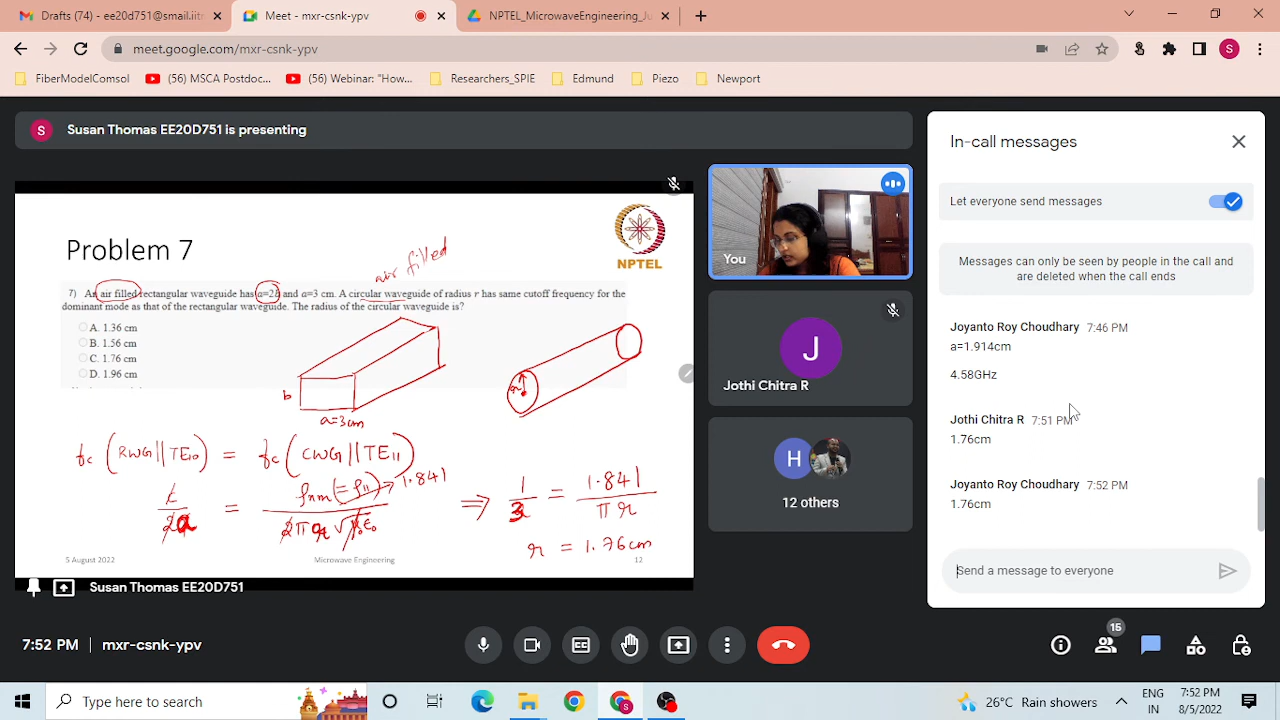 Drafts (74) - ee20d751@smail.iitm
Meet - mxr-csnk-ypv
NPTEL_MicrowaveEngineering_Ju
meet.google.com/mxr-csnk-ypv
FiberModelComsol
(56) MSCA Postdoc...
(56) Webinar: "How...
Researchers_SPIE
Edmund
Piezo
Newport
S
Susan Thomas EE20D751 is presenting
Problem 7
air filled
NPTEL
7) An air filled rectangular waveguide has a=2b and a=3 cm. A circular waveguide of radius r has same cutoff frequency for the
dominant mode as that of the rectangular waveguide. The radius of the circular waveguide is?
A. 1.36 cm
B. 1.56 cm
C. 1.76 cm
D. 1.96 cm
b
a=3cm
r
fc (RWG||TE10) = fc (CWG||TE11)
1/2a = ρnm(=ρ11)→1.841 / 2πr√μ0ε0 ⇒ 1/3 = 1.841/πr
r = 1.76cm
5 August 2022
Microwave Engineering
12
Susan Thomas EE20D751
You
J
Jothi Chitra R
H
12 others
In-call messages
Let everyone send messages
Messages can only be seen by people in the call and
are deleted when the call ends
Joyanto Roy Choudhary 7:46 PM
a=1.914cm
4.58GHz
Jothi Chitra R 7:51 PM
1.76cm
Joyanto Roy Choudhary 7:52 PM
1.76cm
Send a message to everyone
7:52 PM | mxr-csnk-ypv
15
Type here to search
26°C Rain showers
ENG
IN
7:52 PM
8/5/2022